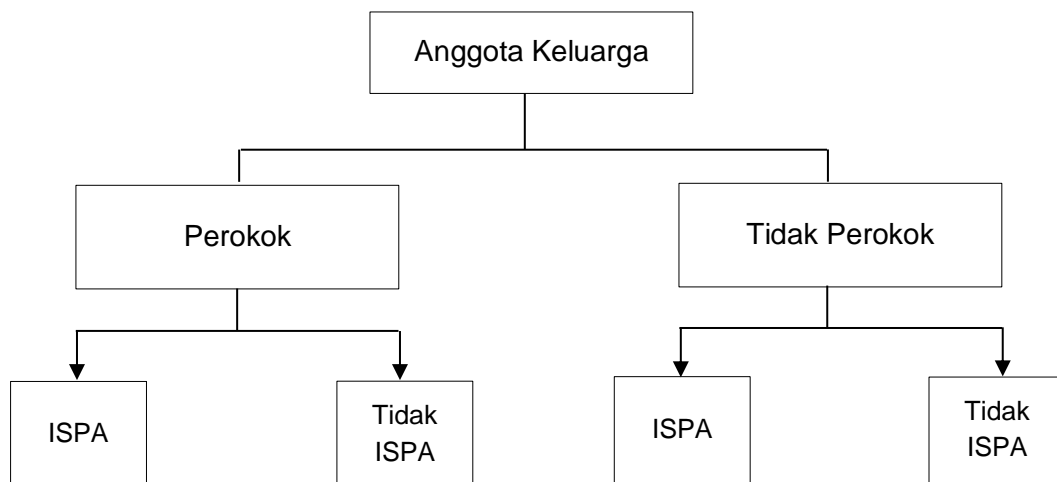 Anggota Keluarga
Perokok
Tidak Perokok
ISPA
Tidak
ISPA
ISPA
Tidak
ISPA